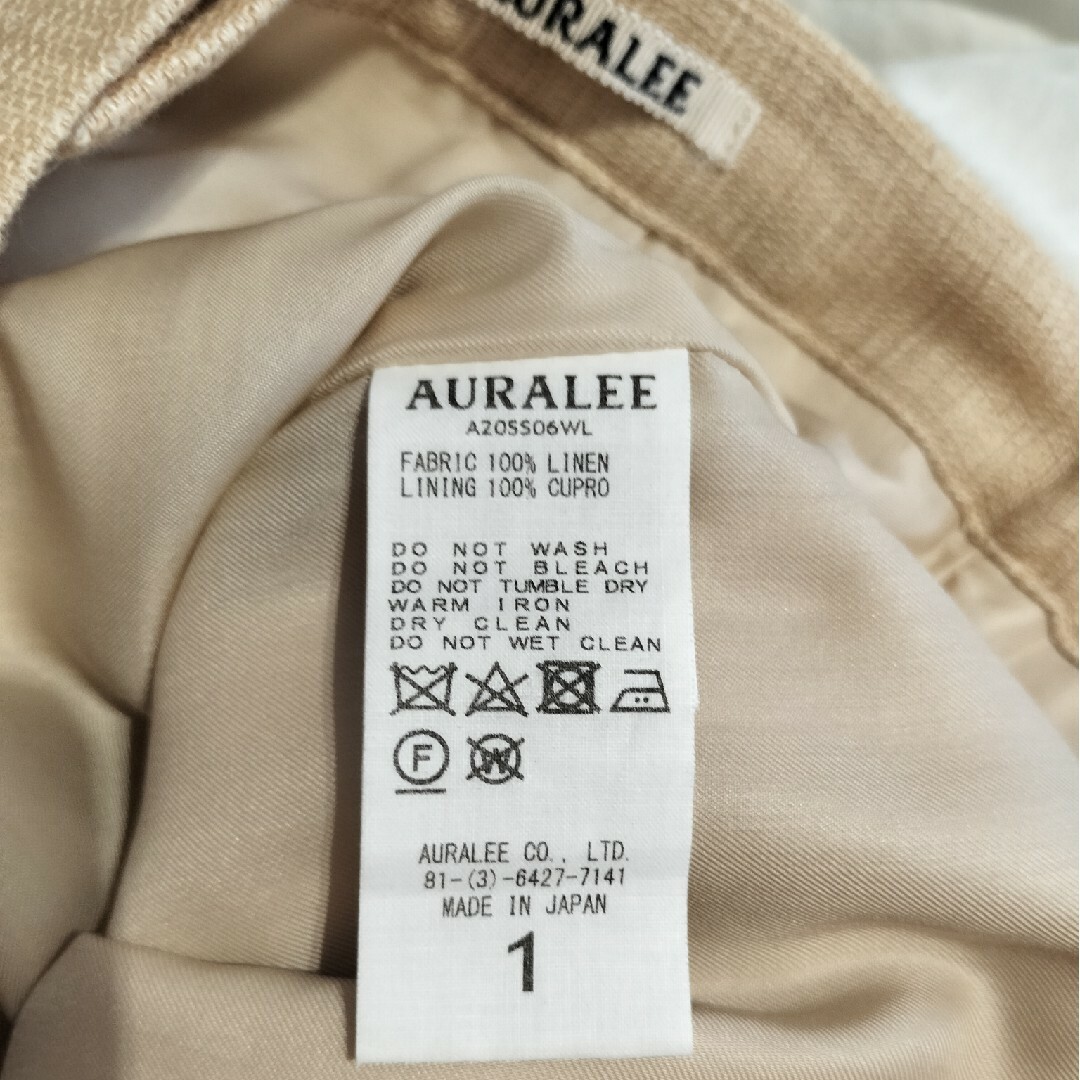 AURALEE
AURALEE
A20SS06WL
FABRIC 100% LINEN
LINING 100% CUPRO
DO NOT WASH
DO NOT BLEACH
DO NOT TUMBLE DRY
WARM IRON
DRY CLEAN
DO NOT WET CLEAN
F
W
AURALEE CO., LTD.
81-(3)-6427-7141
MADE IN JAPAN
1